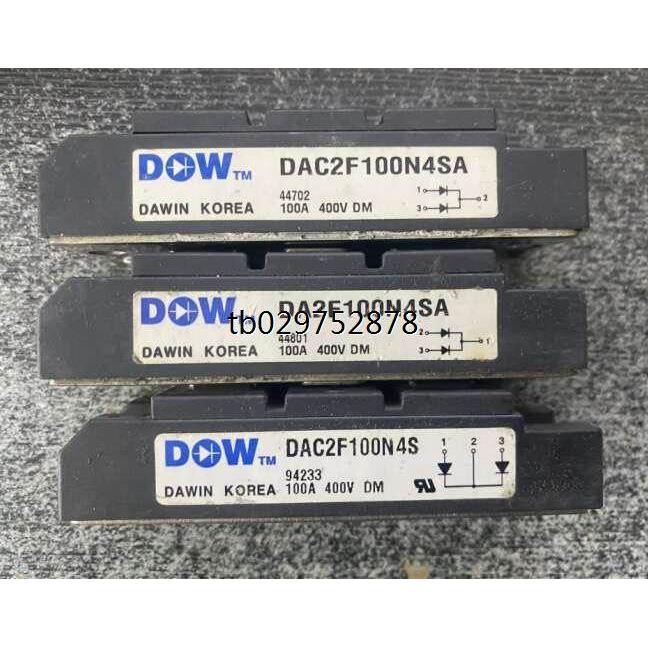 DOW™ DAC2F100N4SA
44702
DAWIN KOREA 100A 400V DM
1 2
3
DOW DA2F100N4SA
tb029752878
44801
DAWIN KOREA 100A 400V DM
2 1
3
DOW™ DAC2F100N4S
1 2 3
94233
DAWIN KOREA 100A 400V DM